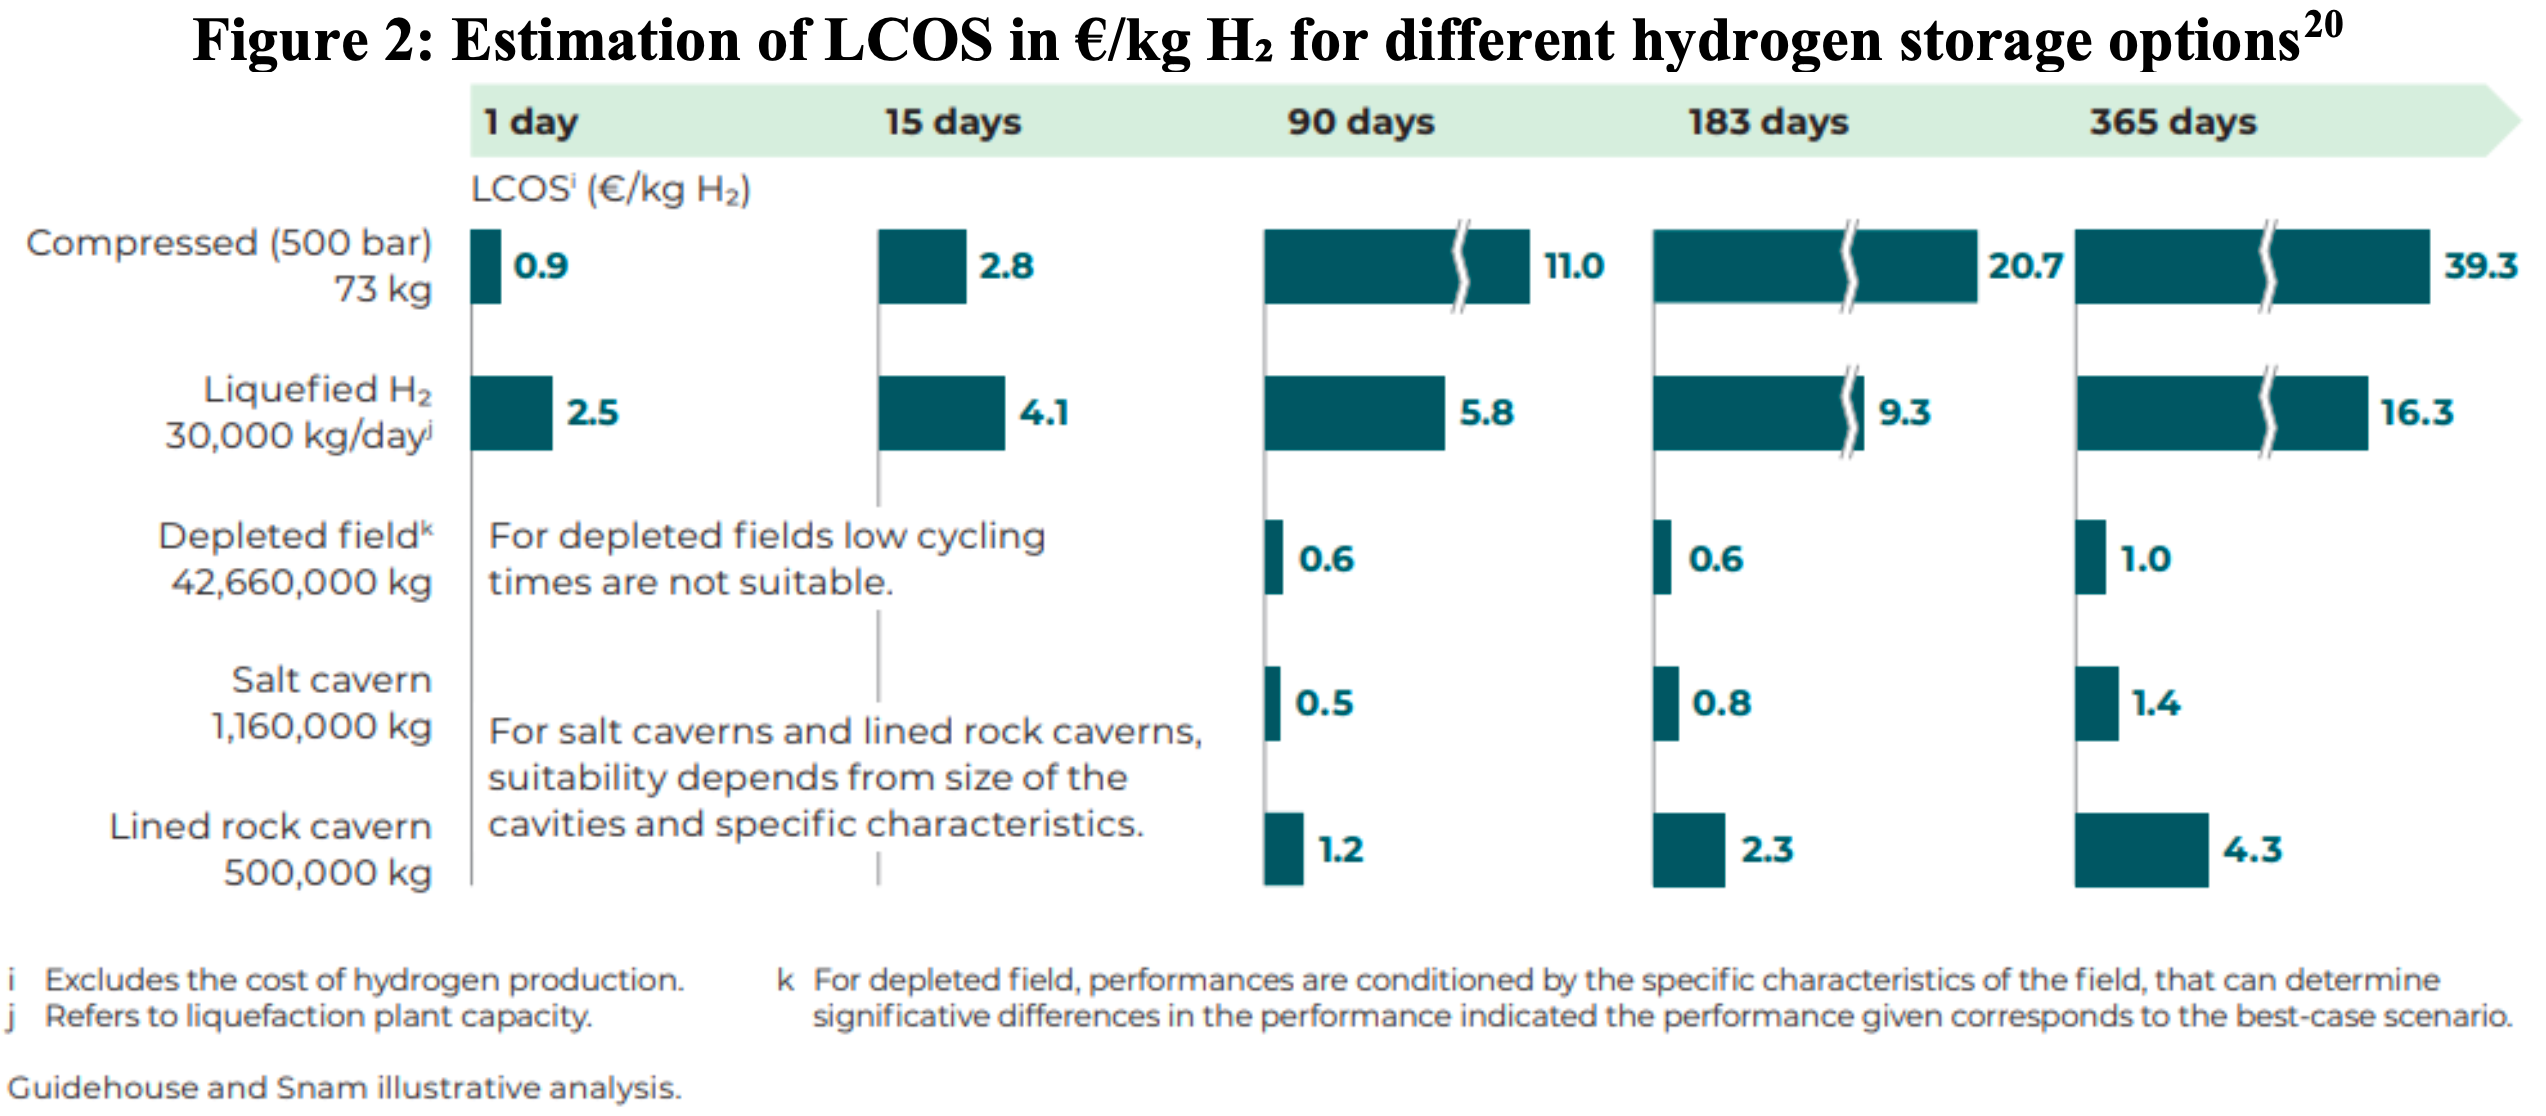 Figure 2: Estimation of LCOS in €/kg H₂ for different hydrogen storage options²⁰
1 day 15 days 90 days 183 days 365 days
LCOSⁱ (€/kg H₂)
Compressed (500 bar)
73 kg
0.9 2.8 11.0 20.7 39.3
Liquefied H₂
30,000 kg/dayʲ
2.5 4.1 5.8 9.3 16.3
Depleted fieldᵏ
42,660,000 kg
For depleted fields low cycling
times are not suitable.
0.6 0.6 1.0
Salt cavern
1,160,000 kg
0.5 0.8 1.4
For salt caverns and lined rock caverns,
suitability depends from size of the
cavities and specific characteristics.
Lined rock cavern
500,000 kg
1.2 2.3 4.3
i Excludes the cost of hydrogen production.
j Refers to liquefaction plant capacity.
k For depleted field, performances are conditioned by the specific characteristics of the field, that can determine
significative differences in the performance indicated the performance given corresponds to the best-case scenario.
Guidehouse and Snam illustrative analysis.